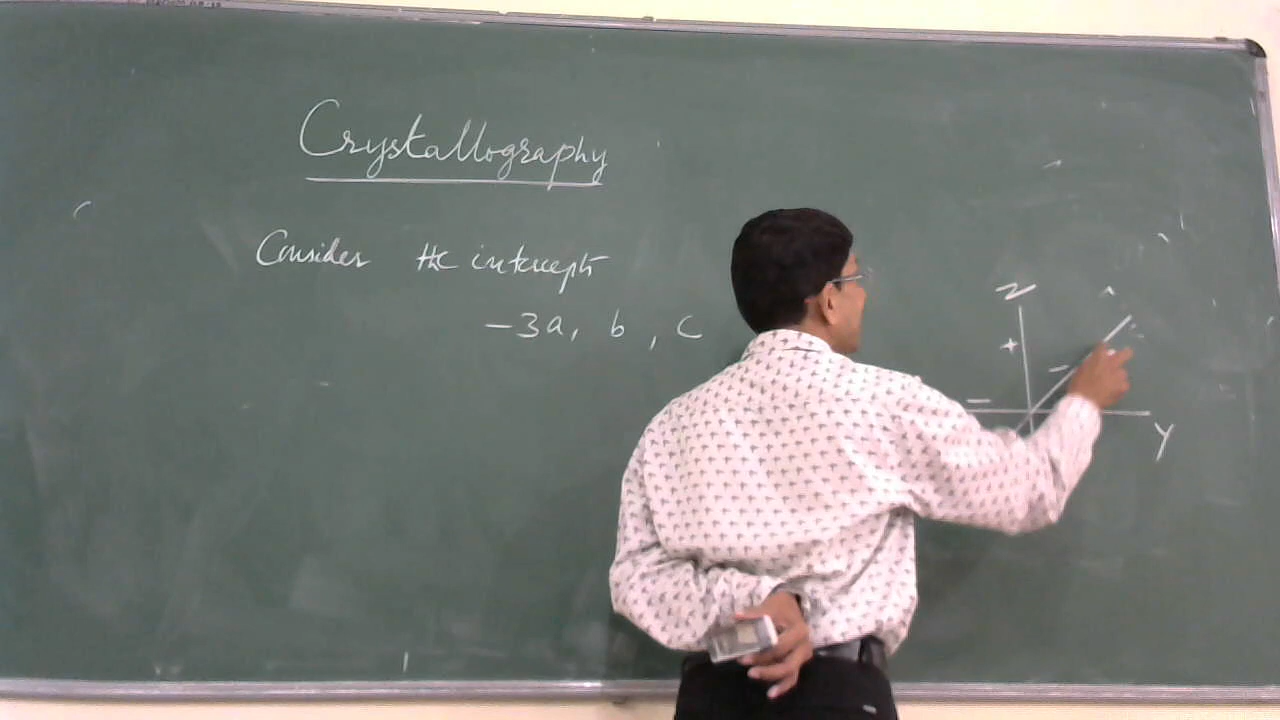 Crystallography
Consider the intercepts
-3a, b, c
Z
+
-
-
Y